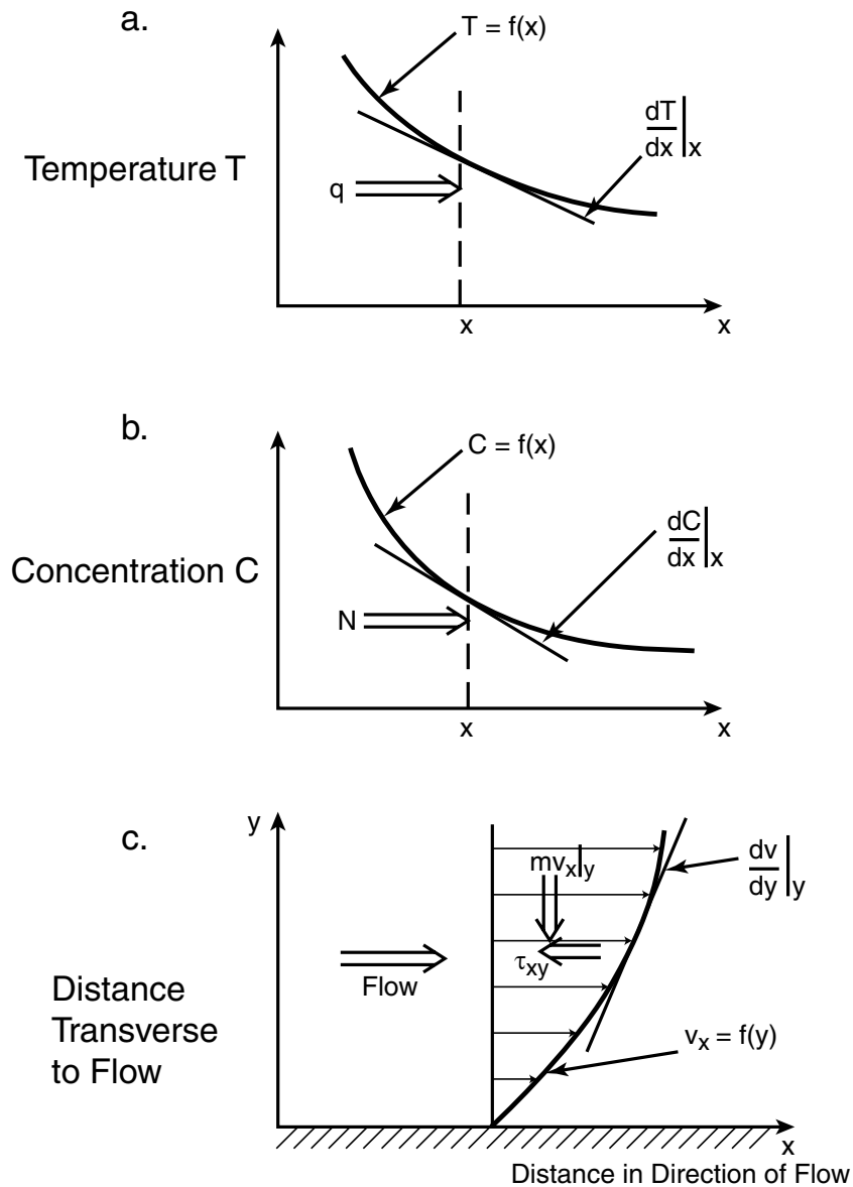 a.
T = f(x)
dT
dx
x
Temperature T
q
x
x
b.
C = f(x)
dC
dx
x
Concentration C
N
x
x
c.
y
mvₓ|y
dv
dy
y
Flow
τxy
Distance
Transverse
to Flow
vₓ = f(y)
x
Distance in Direction of Flow